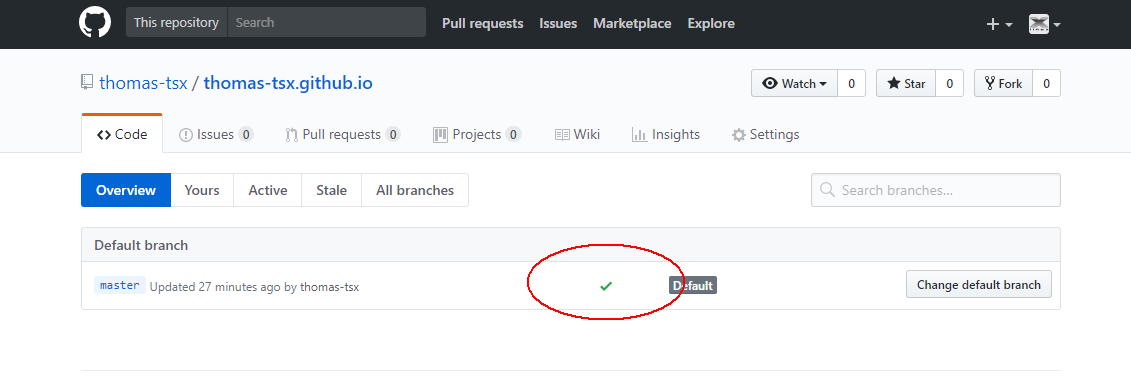 This repository Search Pull requests Issues Marketplace Explore
thomas-tsx / thomas-tsx.github.io Watch 0 Star 0 Fork 0
Code Issues 0 Pull requests 0 Projects 0 Wiki Insights Settings
Overview Yours Active Stale All branches Search branches...
Default branch
master Updated 27 minutes ago by thomas-tsx Default Change default branch